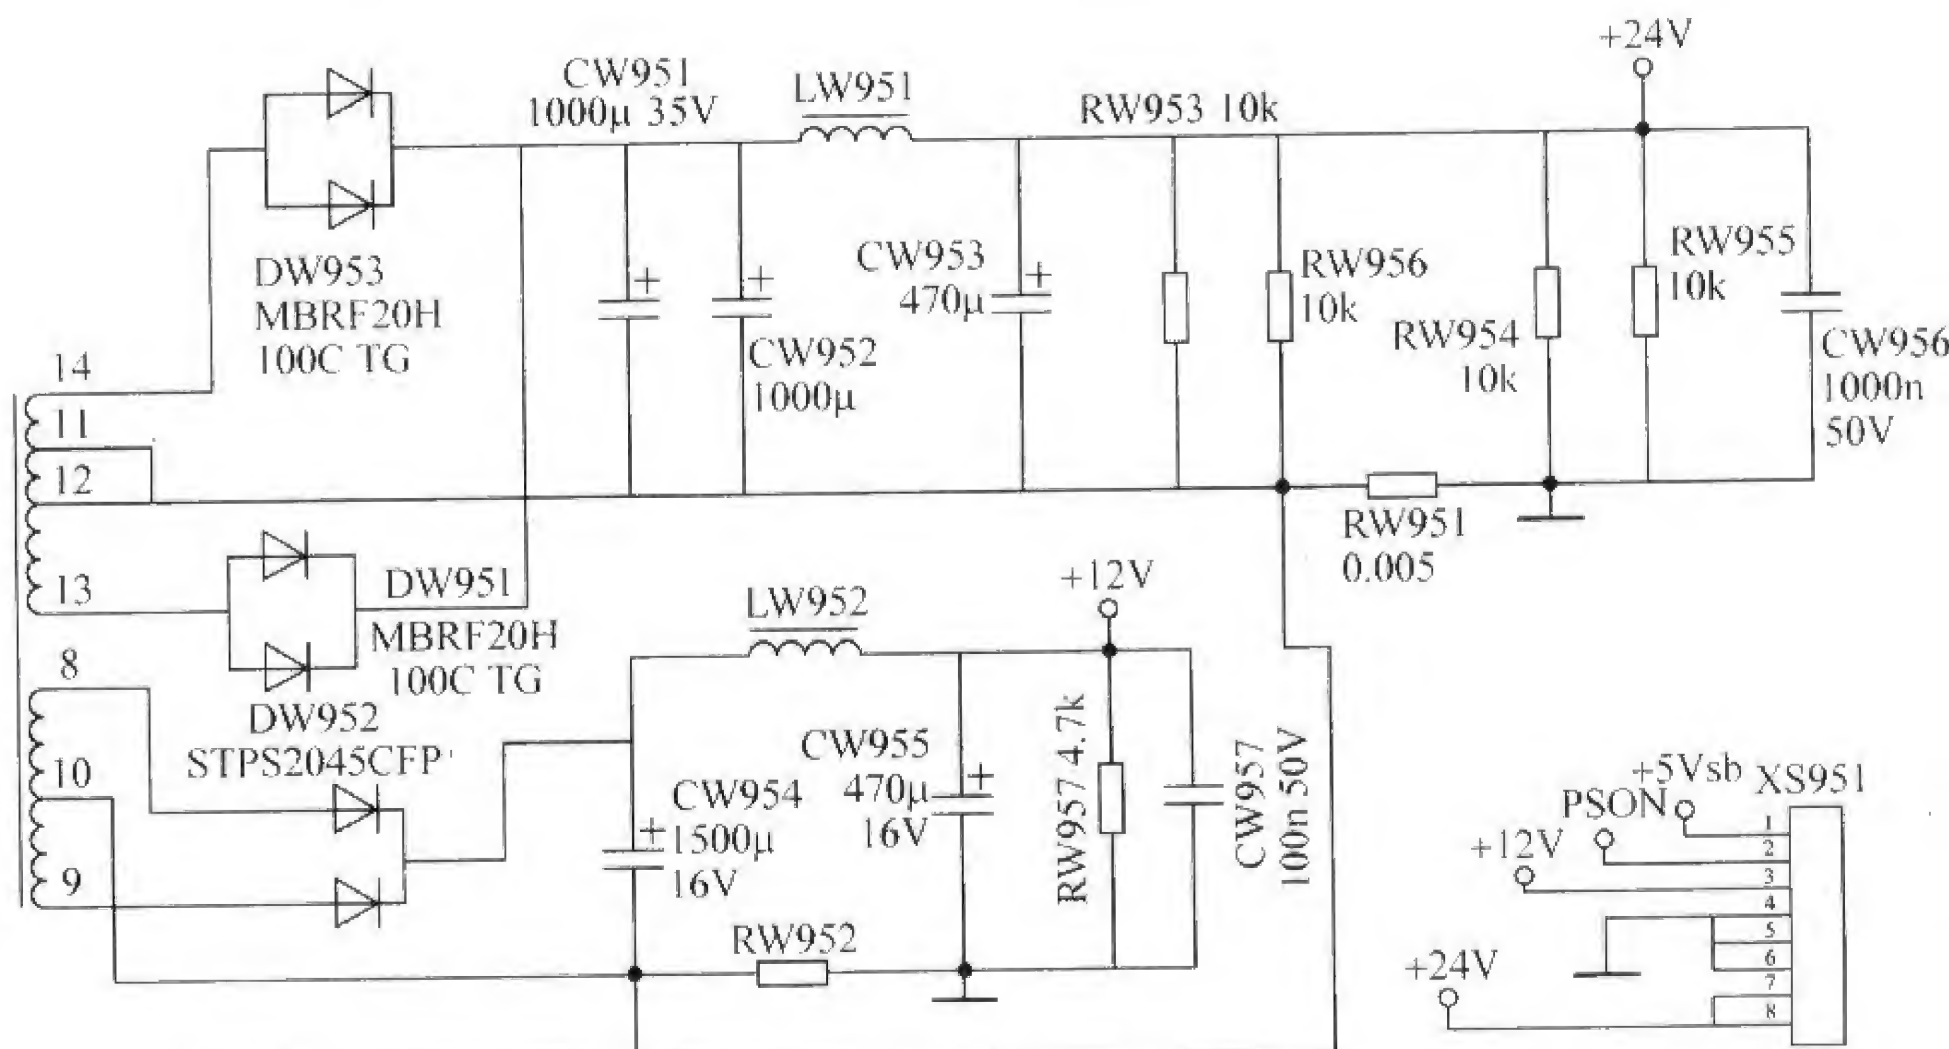 +24V
CW951
1000µ 35V
LW951
RW953 10k
DW953
MBRF20H
100C TG
CW953
470µ
RW956
10k
RW955
10k
RW954
10k
CW952
1000µ
CW956
1000n
50V
14
11
12
13
RW951
0.005
DW951
MBRF20H
100C TG
LW952
+12V
8
10
9
DW952
STPS2045CFP
CW954
1500µ
16V
CW955
470µ
16V
RW957 4.7k
CW957
100n 50V
RW952
+5Vsb
XS951
PSON
+12V
+24V
1
2
3
4
5
6
7
8
+
+
+
+
+